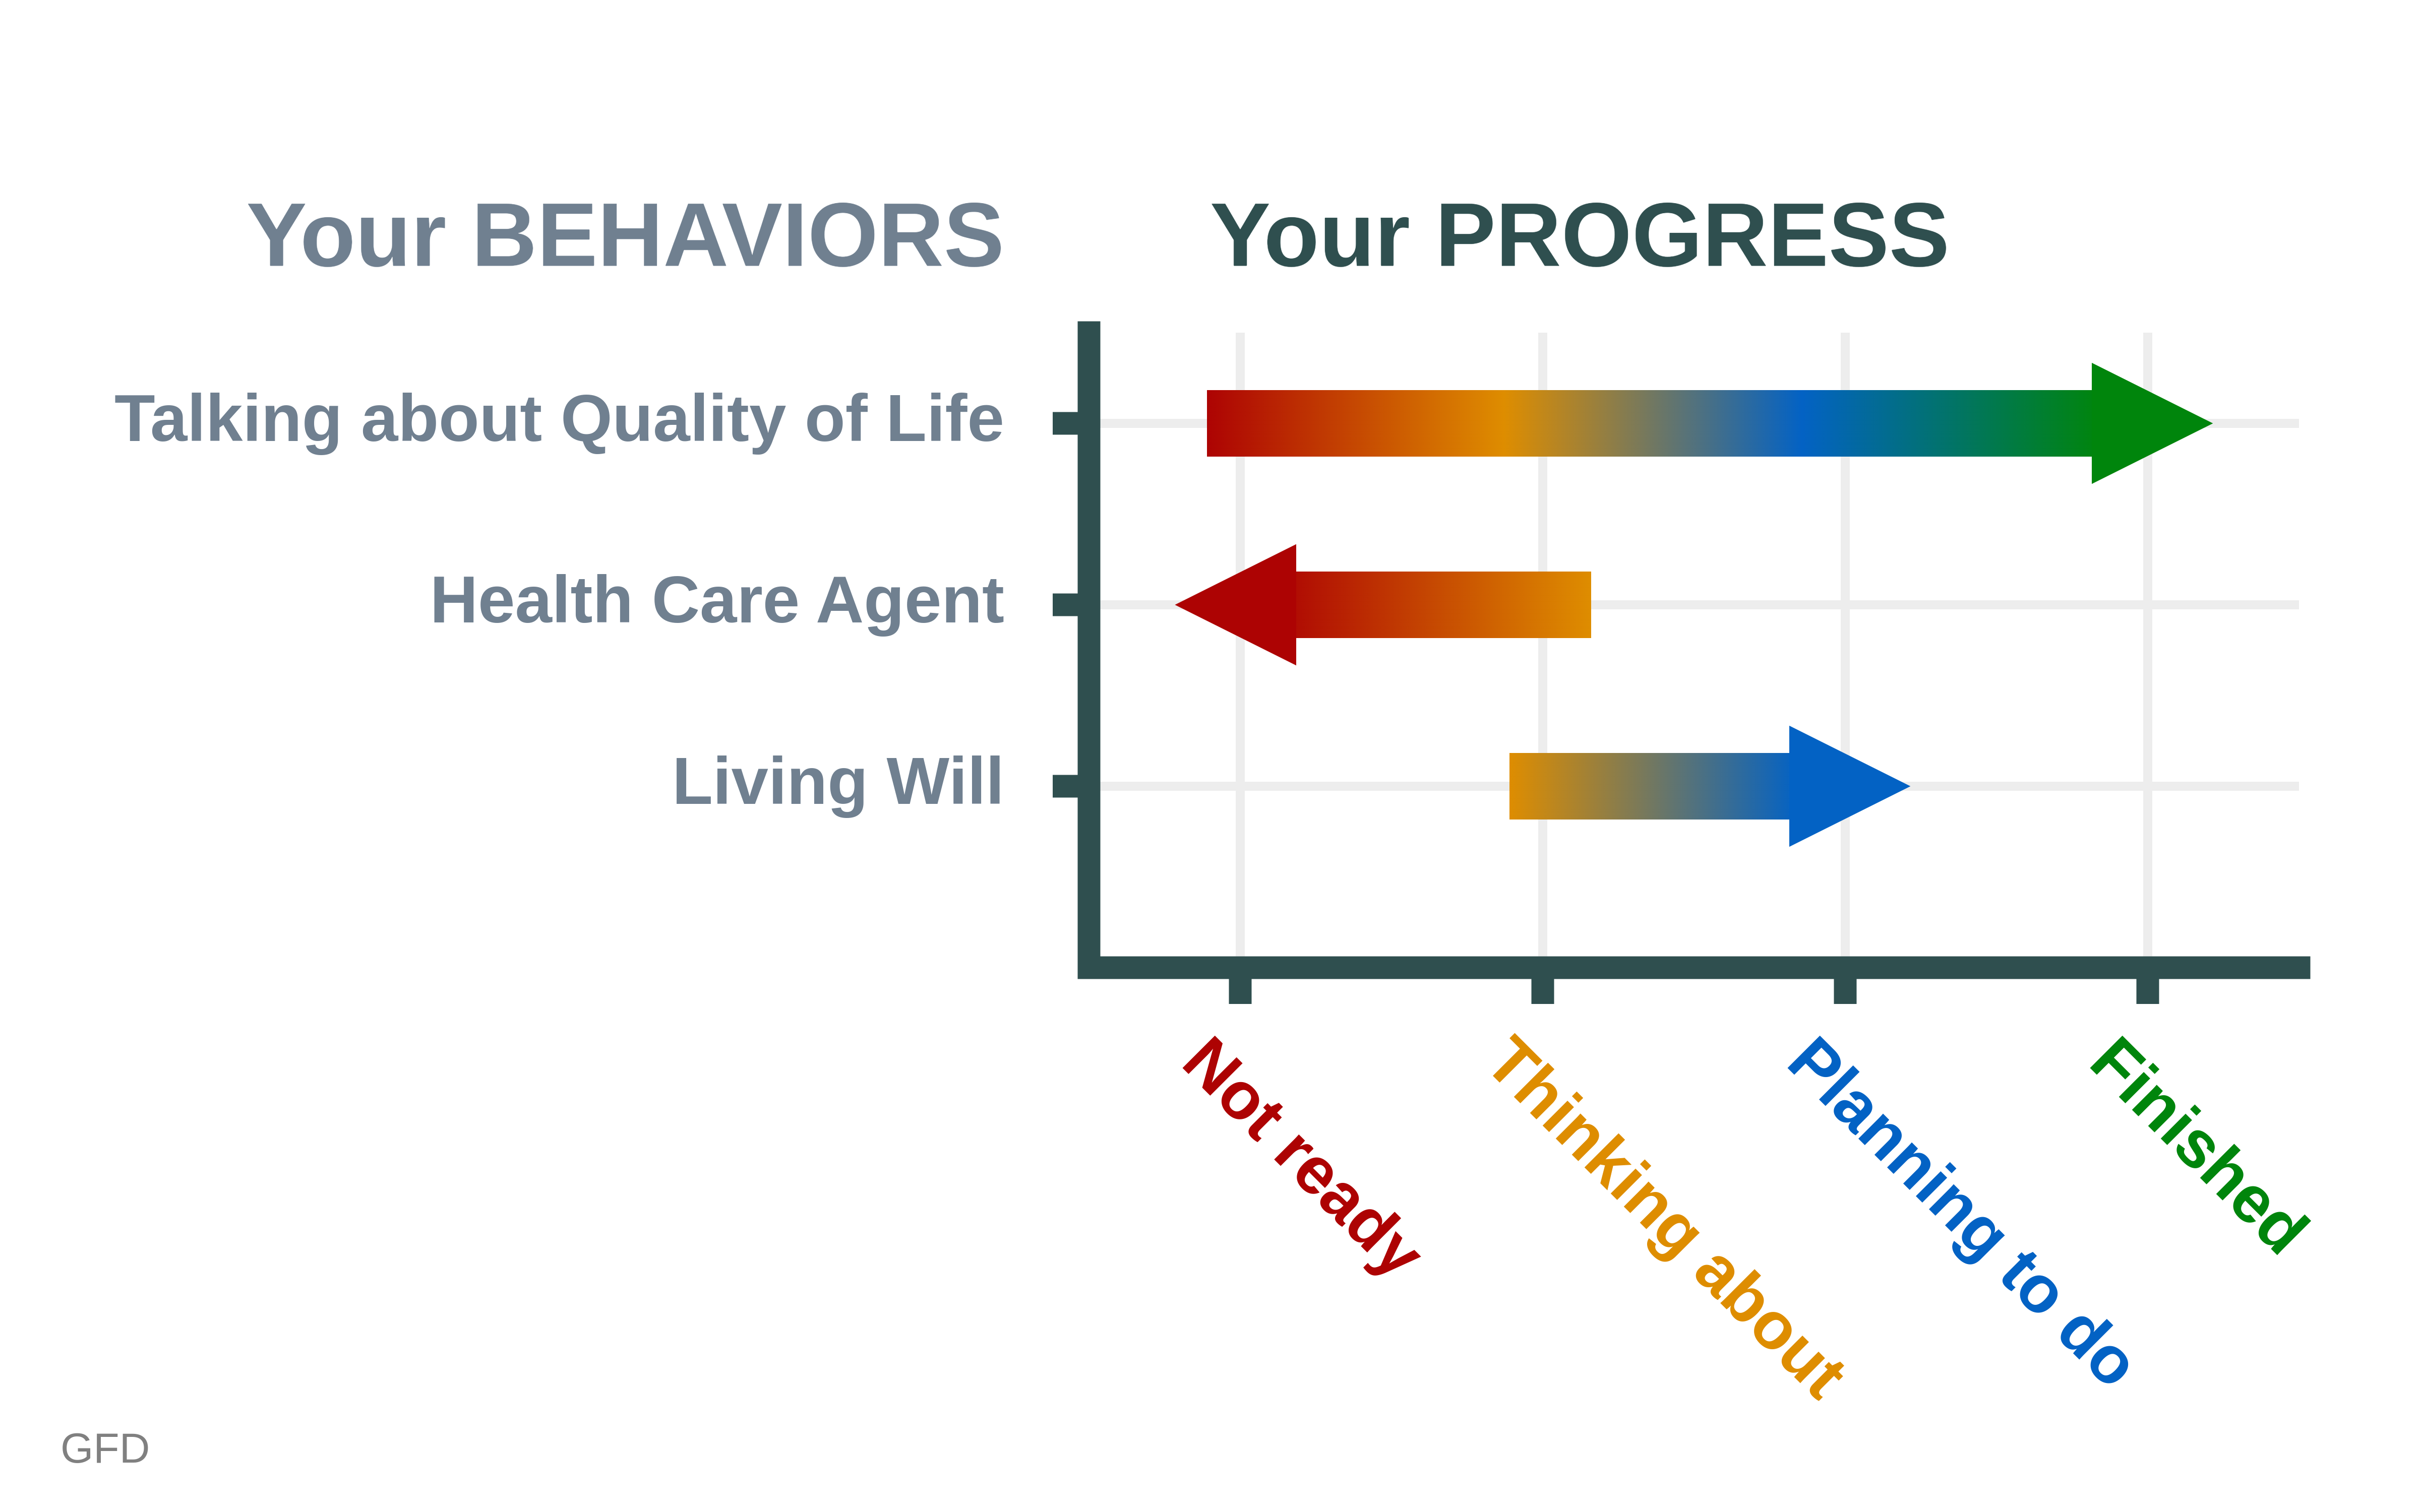 Your BEHAVIORS
Your PROGRESS
Talking about Quality of Life
Health Care Agent
Living Will
Not ready
Thinking about
Planning to do
Finished
GFD